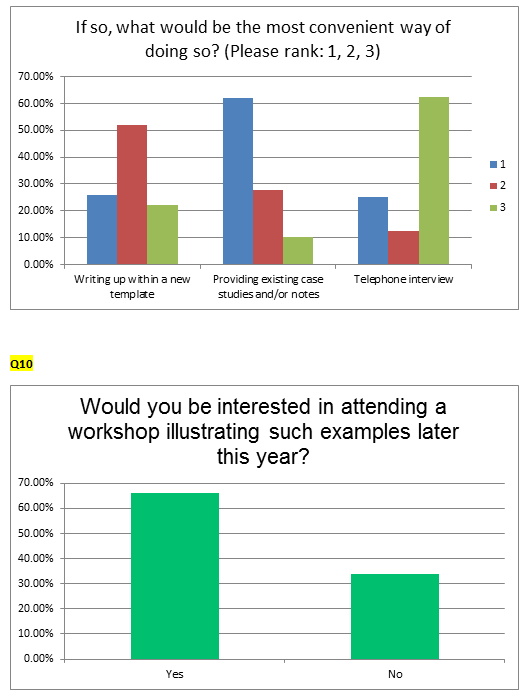 If so, what would be the most convenient way of
doing so? (Please rank: 1, 2, 3)
70.00%
60.00%
50.00%
40.00%
30.00%
20.00%
10.00%
0.00%
Writing up within a new
template
Providing existing case
studies and/or notes
Telephone interview
1
2
3
Q10
Would you be interested in attending a
workshop illustrating such examples later
this year?
70.00%
60.00%
50.00%
40.00%
30.00%
20.00%
10.00%
0.00%
Yes
No